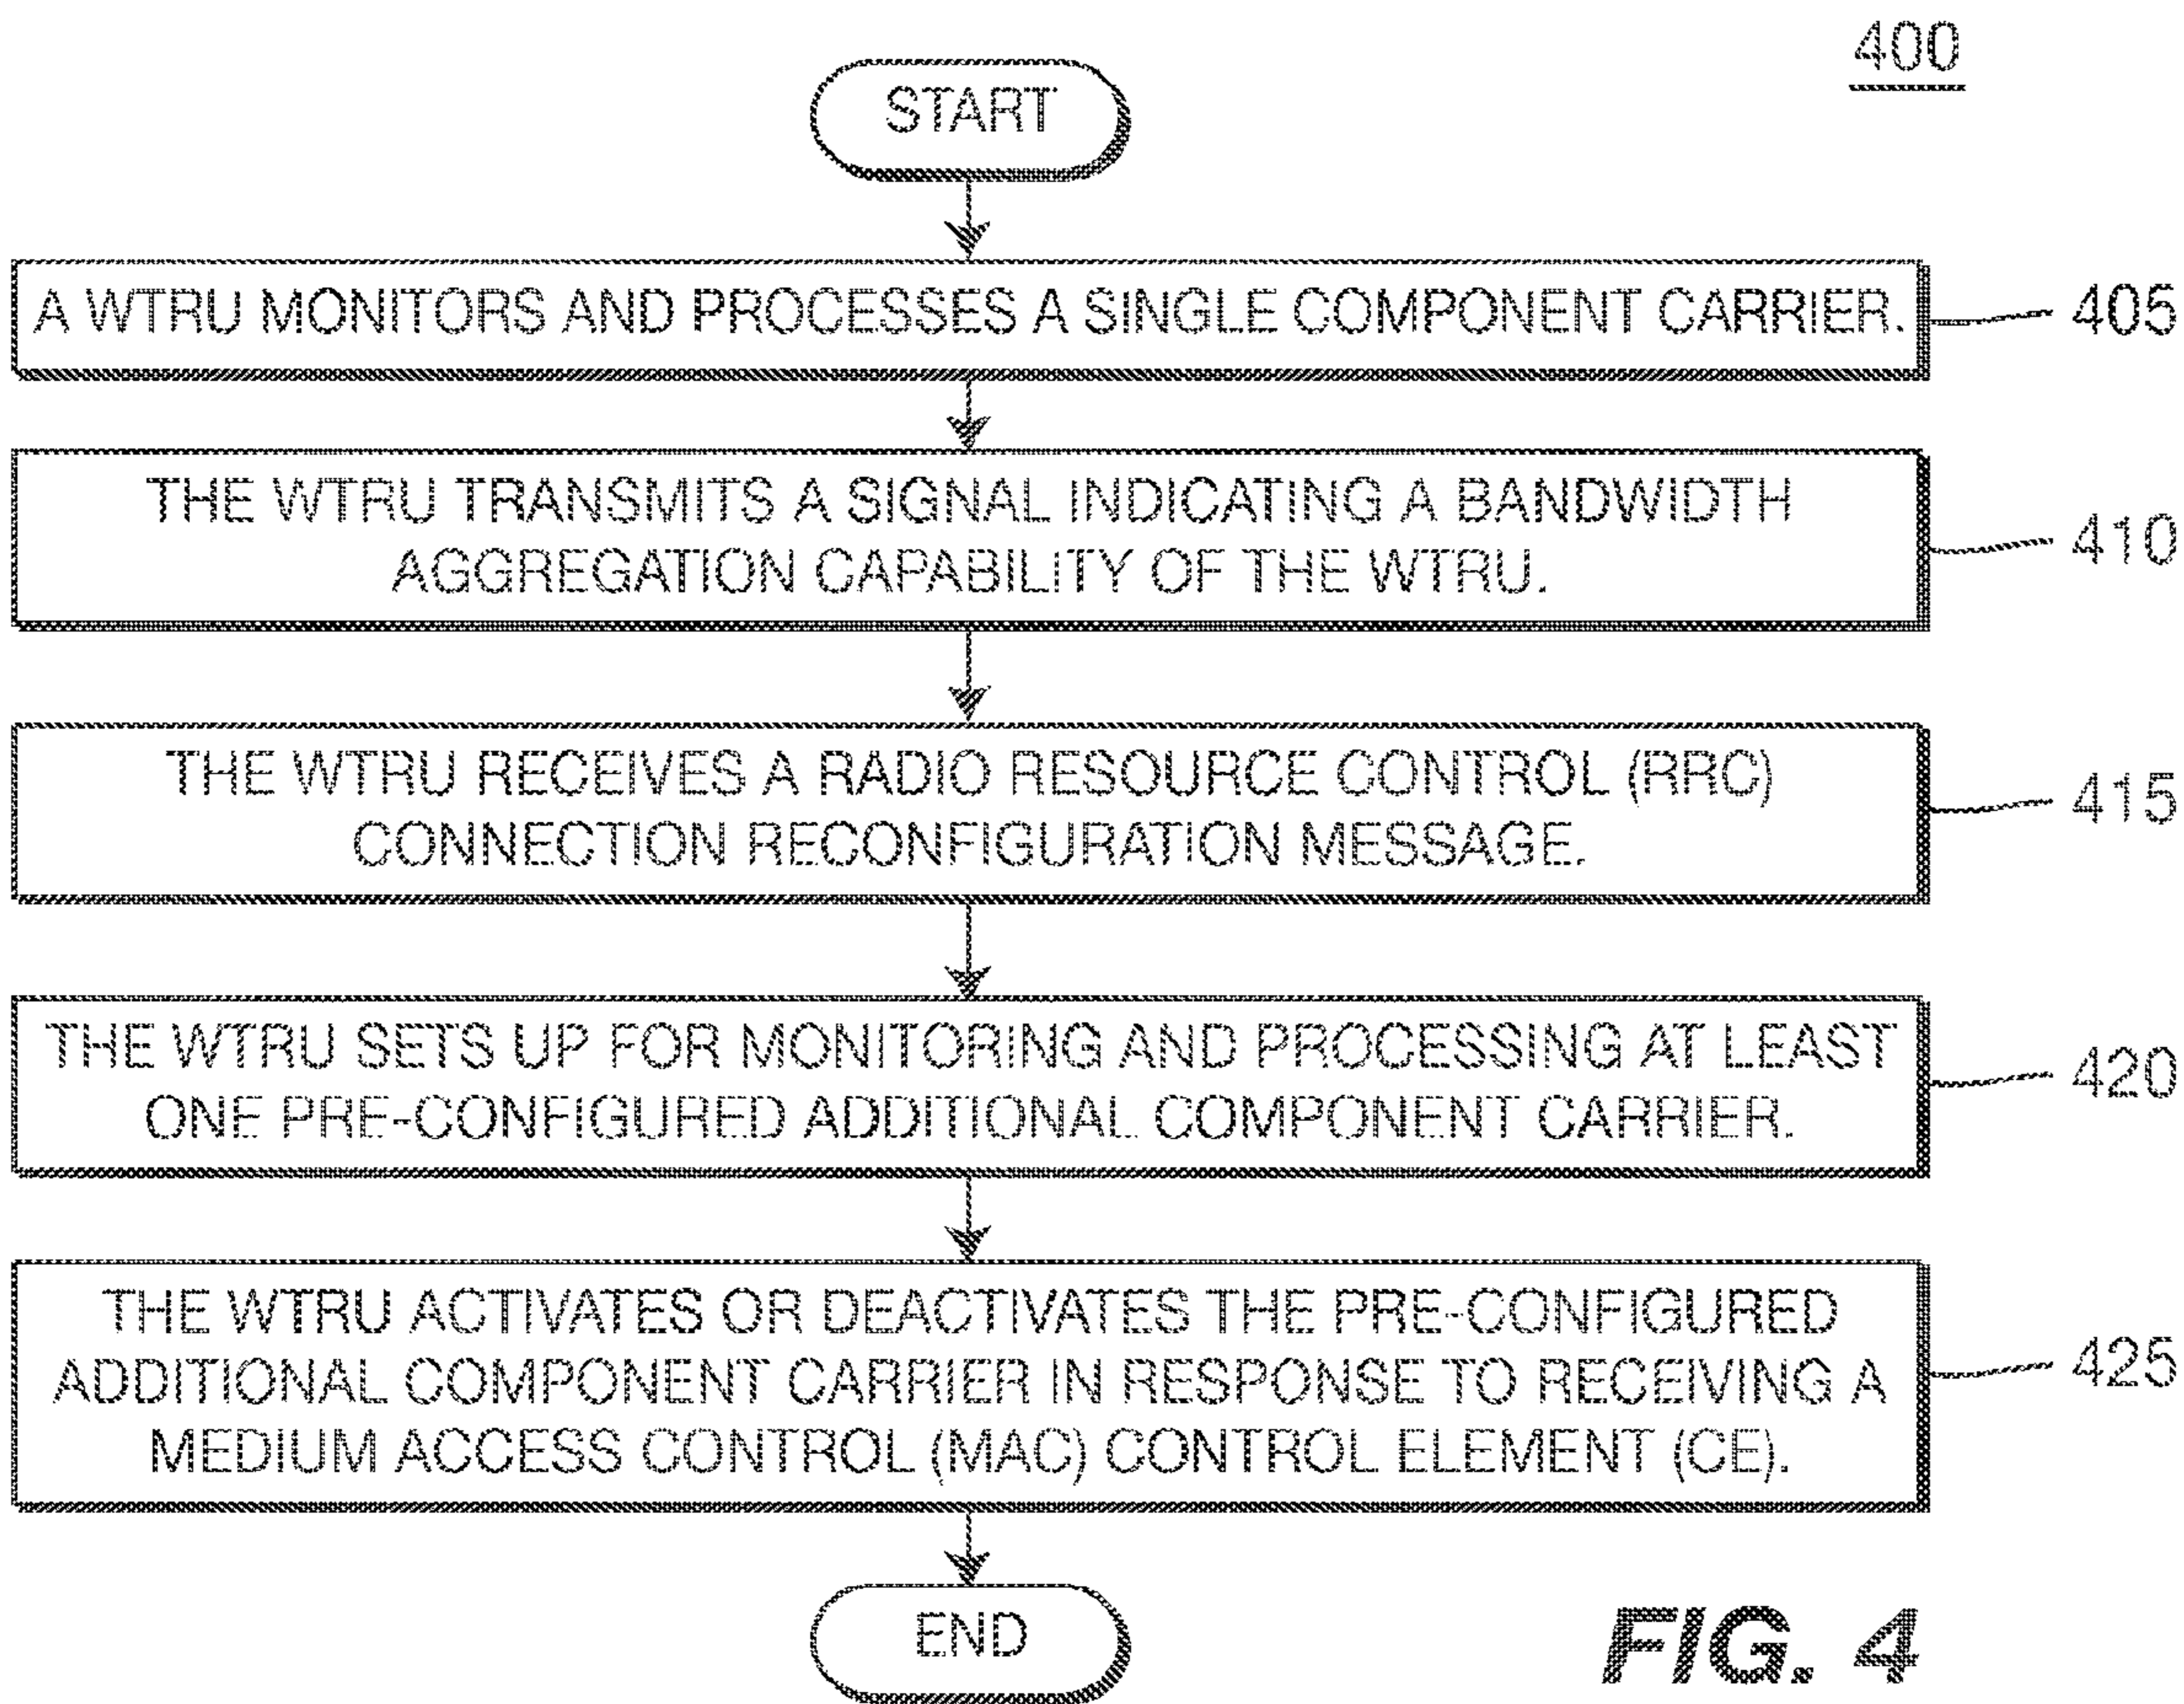 400
START
A WTRU MONITORS AND PROCESSES A SINGLE COMPONENT CARRIER.
405
THE WTRU TRANSMITS A SIGNAL INDICATING A BANDWIDTH
AGGREGATION CAPABILITY OF THE WTRU.
410
THE WTRU RECEIVES A RADIO RESOURCE CONTROL (RRC)
CONNECTION RECONFIGURATION MESSAGE.
415
THE WTRU SETS UP FOR MONITORING AND PROCESSING AT LEAST
ONE PRE-CONFIGURED ADDITIONAL COMPONENT CARRIER.
420
THE WTRU ACTIVATES OR DEACTIVATES THE PRE-CONFIGURED
ADDITIONAL COMPONENT CARRIER IN RESPONSE TO RECEIVING A
MEDIUM ACCESS CONTROL (MAC) CONTROL ELEMENT (CE).
425
END
FIG. 4